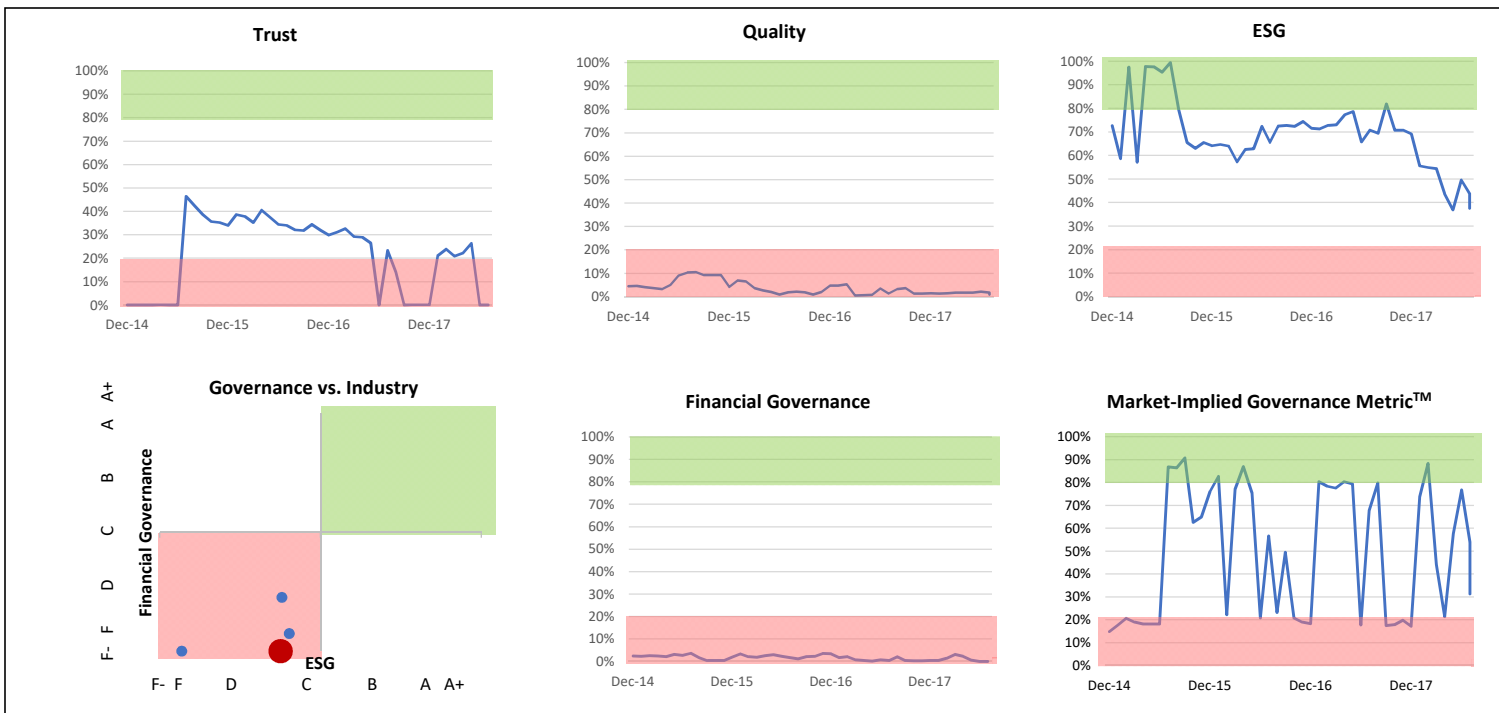 Trust
100%
90%
80%
70%
60%
50%
40%
30%
20%
10%
0%
Dec-14 Dec-15 Dec-16 Dec-17
Quality
100%
90%
80%
70%
60%
50%
40%
30%
20%
10%
0%
Dec-14 Dec-15 Dec-16 Dec-17
ESG
100%
90%
80%
70%
60%
50%
40%
30%
20%
10%
0%
Dec-14 Dec-15 Dec-16 Dec-17
Governance vs. Industry
Financial Governance
A+
A
B
C
D
F
F-
ESG
F- F D C B A A+
Financial Governance
100%
90%
80%
70%
60%
50%
40%
30%
20%
10%
0%
Dec-14 Dec-15 Dec-16 Dec-17
Market-Implied Governance Metric™
100%
90%
80%
70%
60%
50%
40%
30%
20%
10%
0%
Dec-14 Dec-15 Dec-16 Dec-17